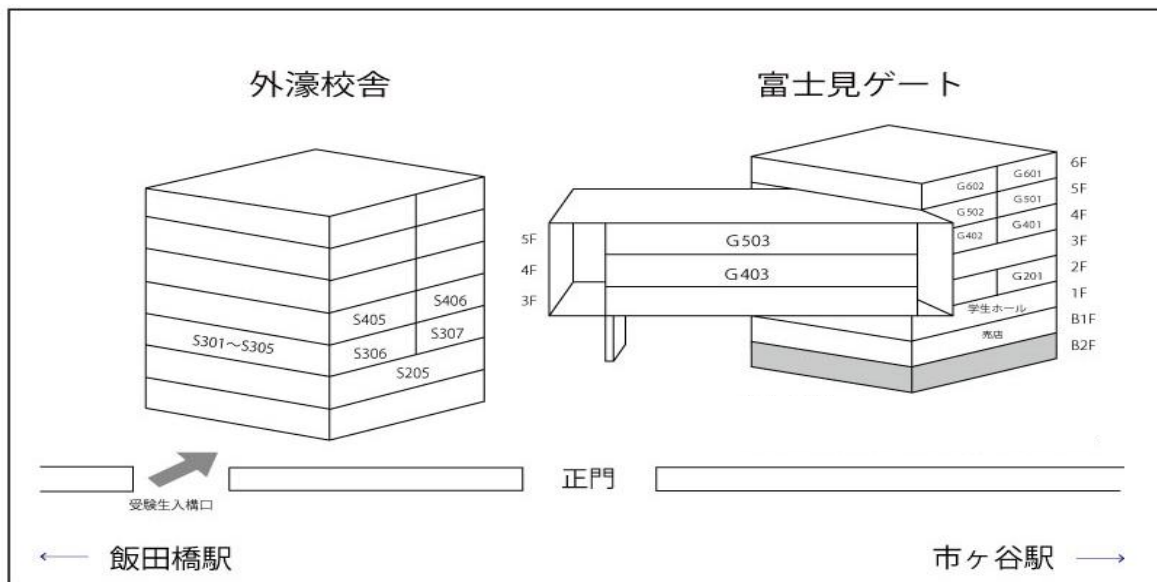 外濠校舎
富士見ゲート
S405
S406
S301〜S305
S306
S307
S205
5F
4F
3F
G503
G403
G602
G601
G502
G501
G402
G401
G201
学生ホール
売店
6F
5F
4F
3F
2F
1F
B1F
B2F
受験生入構口
正門
← 飯田橋駅
市ヶ谷駅 →